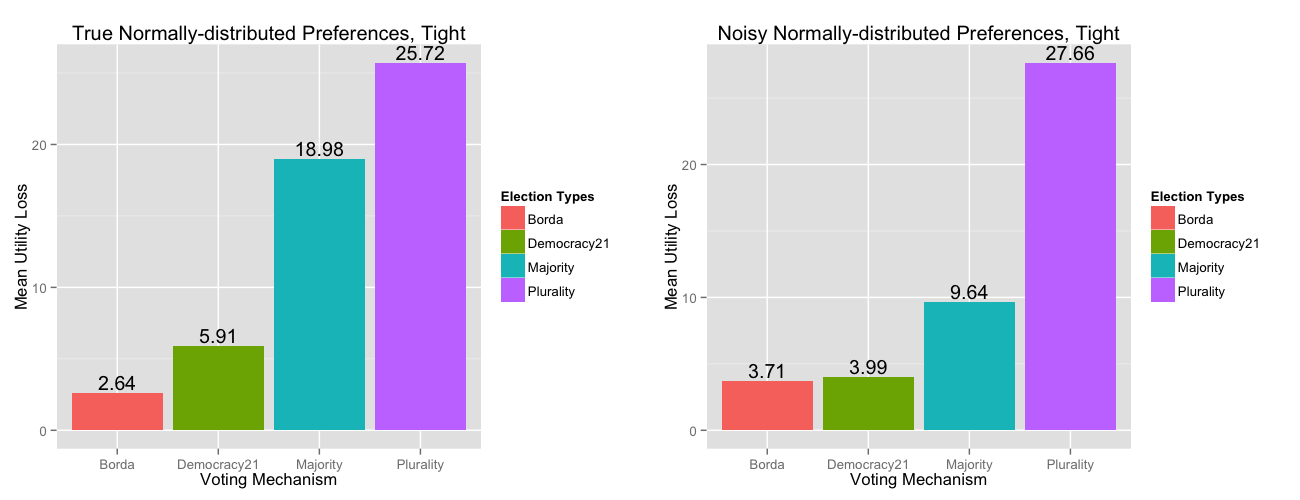 True Normally-distributed Preferences, Tight
25.72
18.98
5.91
2.64
20
10
0
Mean Utility Loss
Borda Democracy21 Majority Plurality
Voting Mechanism
Election Types
Borda
Democracy21
Majority
Plurality
Noisy Normally-distributed Preferences, Tight
27.66
9.64
3.99
3.71
20
10
0
Mean Utility Loss
Borda Democracy21 Majority Plurality
Voting Mechanism
Election Types
Borda
Democracy21
Majority
Plurality